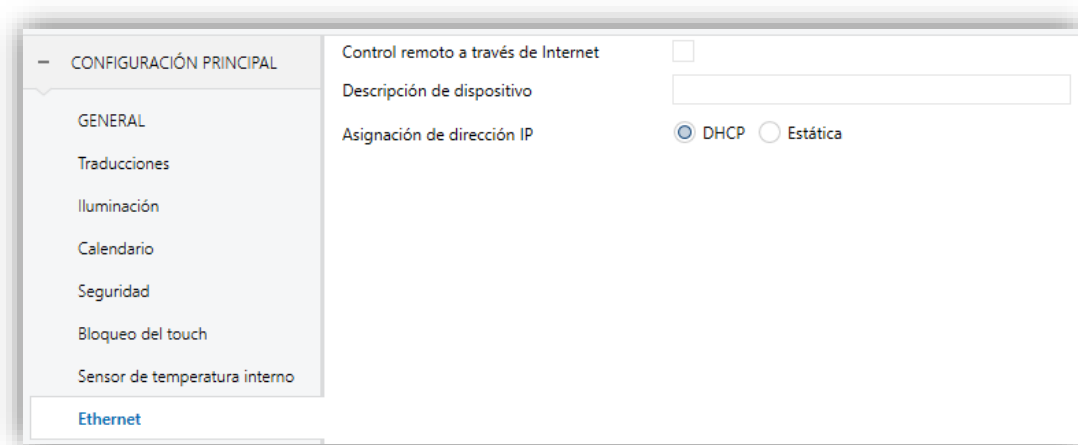 CONFIGURACIÓN PRINCIPAL
GENERAL
Traducciones
Iluminación
Calendario
Seguridad
Bloqueo del touch
Sensor de temperatura interno
Ethernet
Control remoto a través de Internet
Descripción de dispositivo
Asignación de dirección IP DHCP Estática